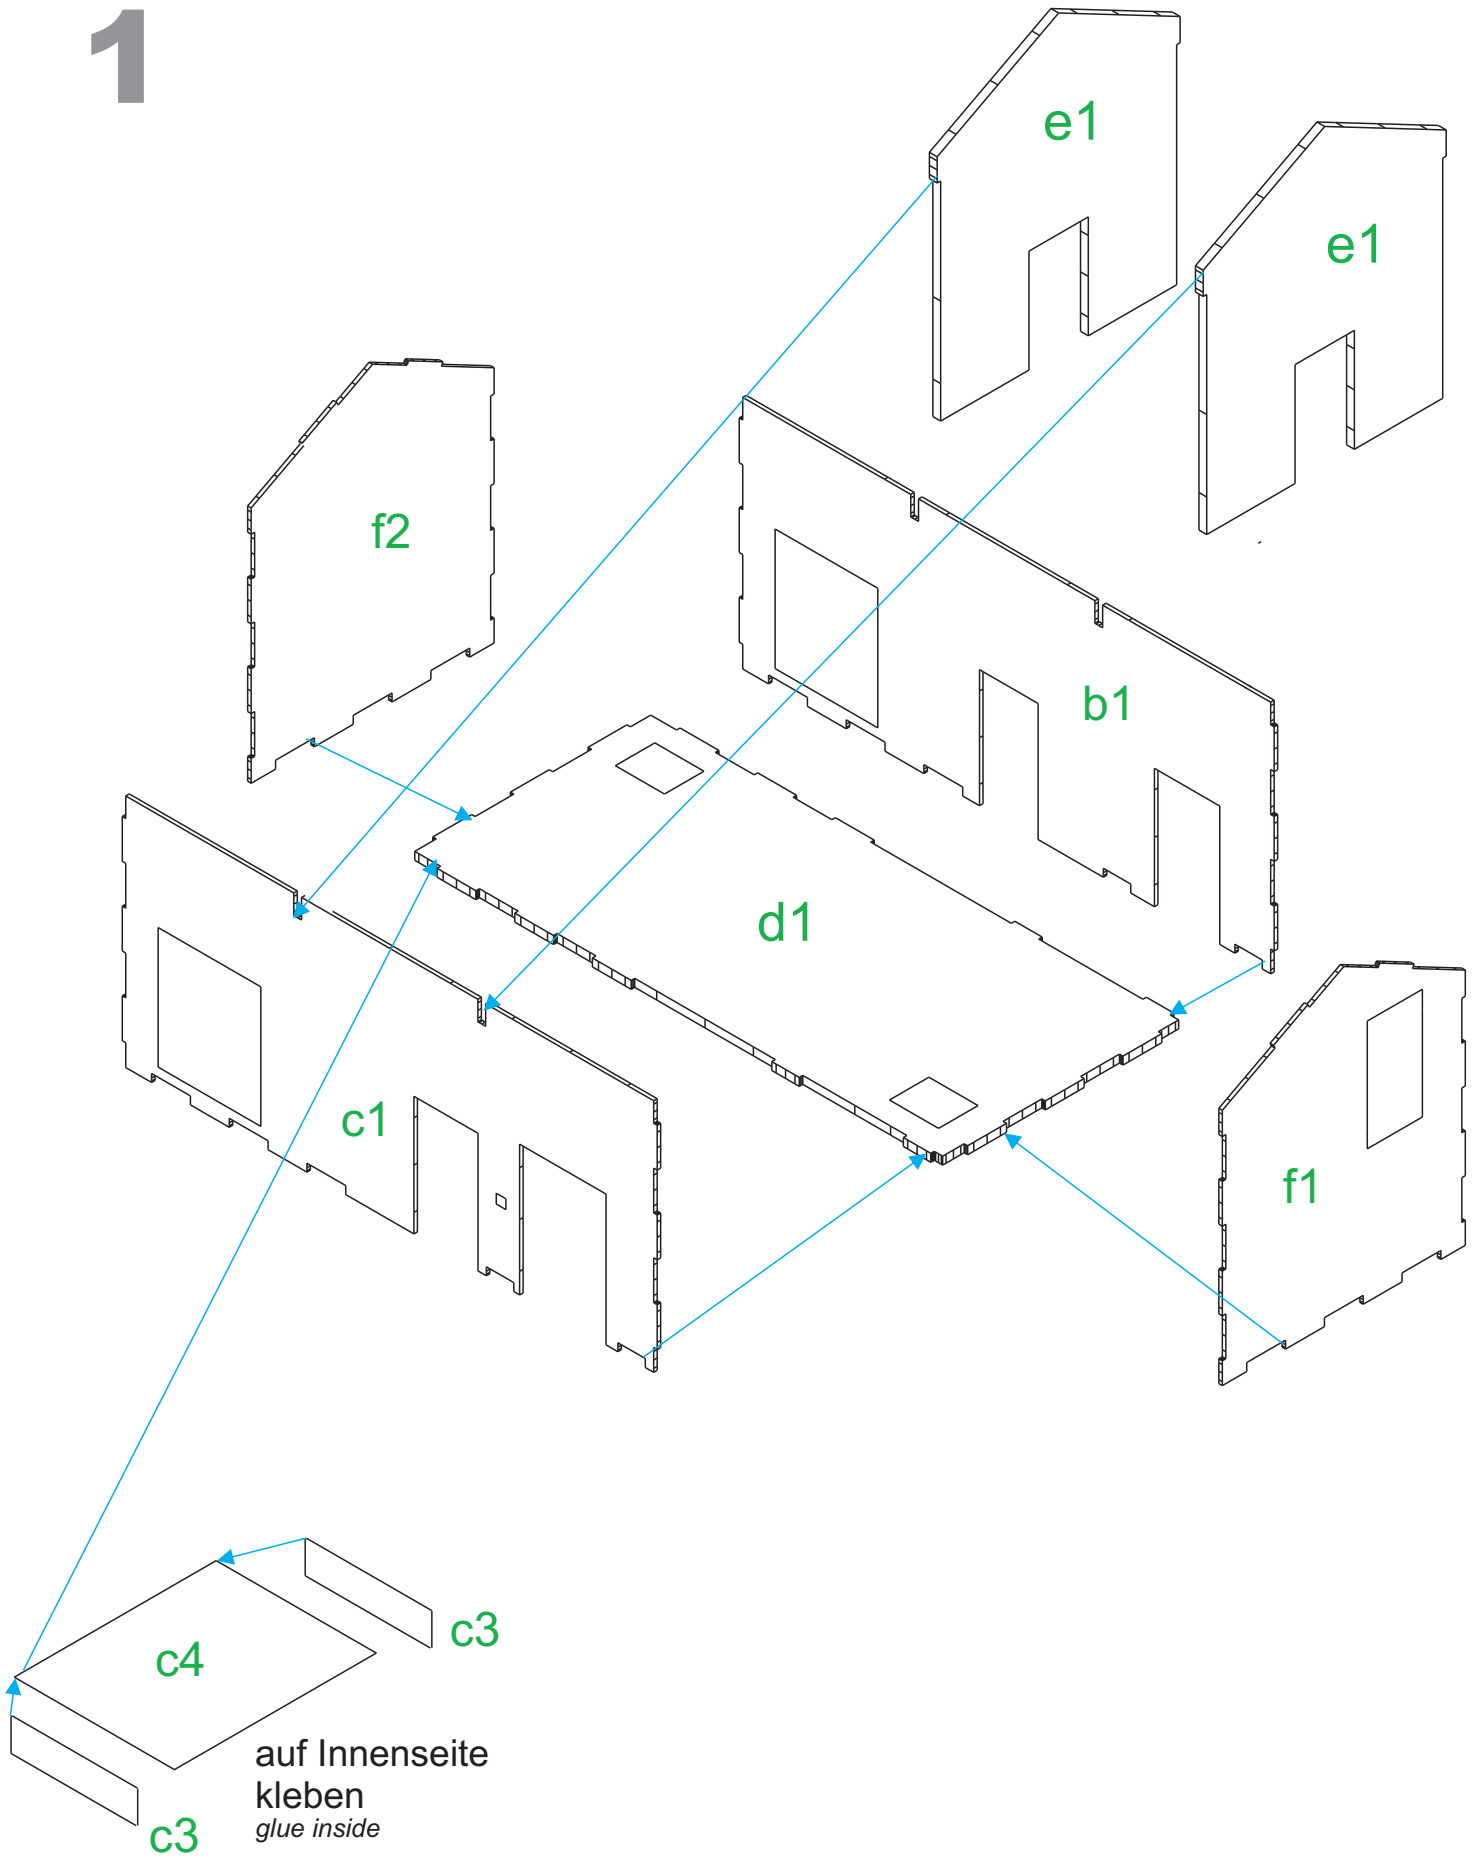 1
e1
e1
f2
b1
d1
c1
f1
c3
c4
auf Innenseite
kleben
glue inside
c3